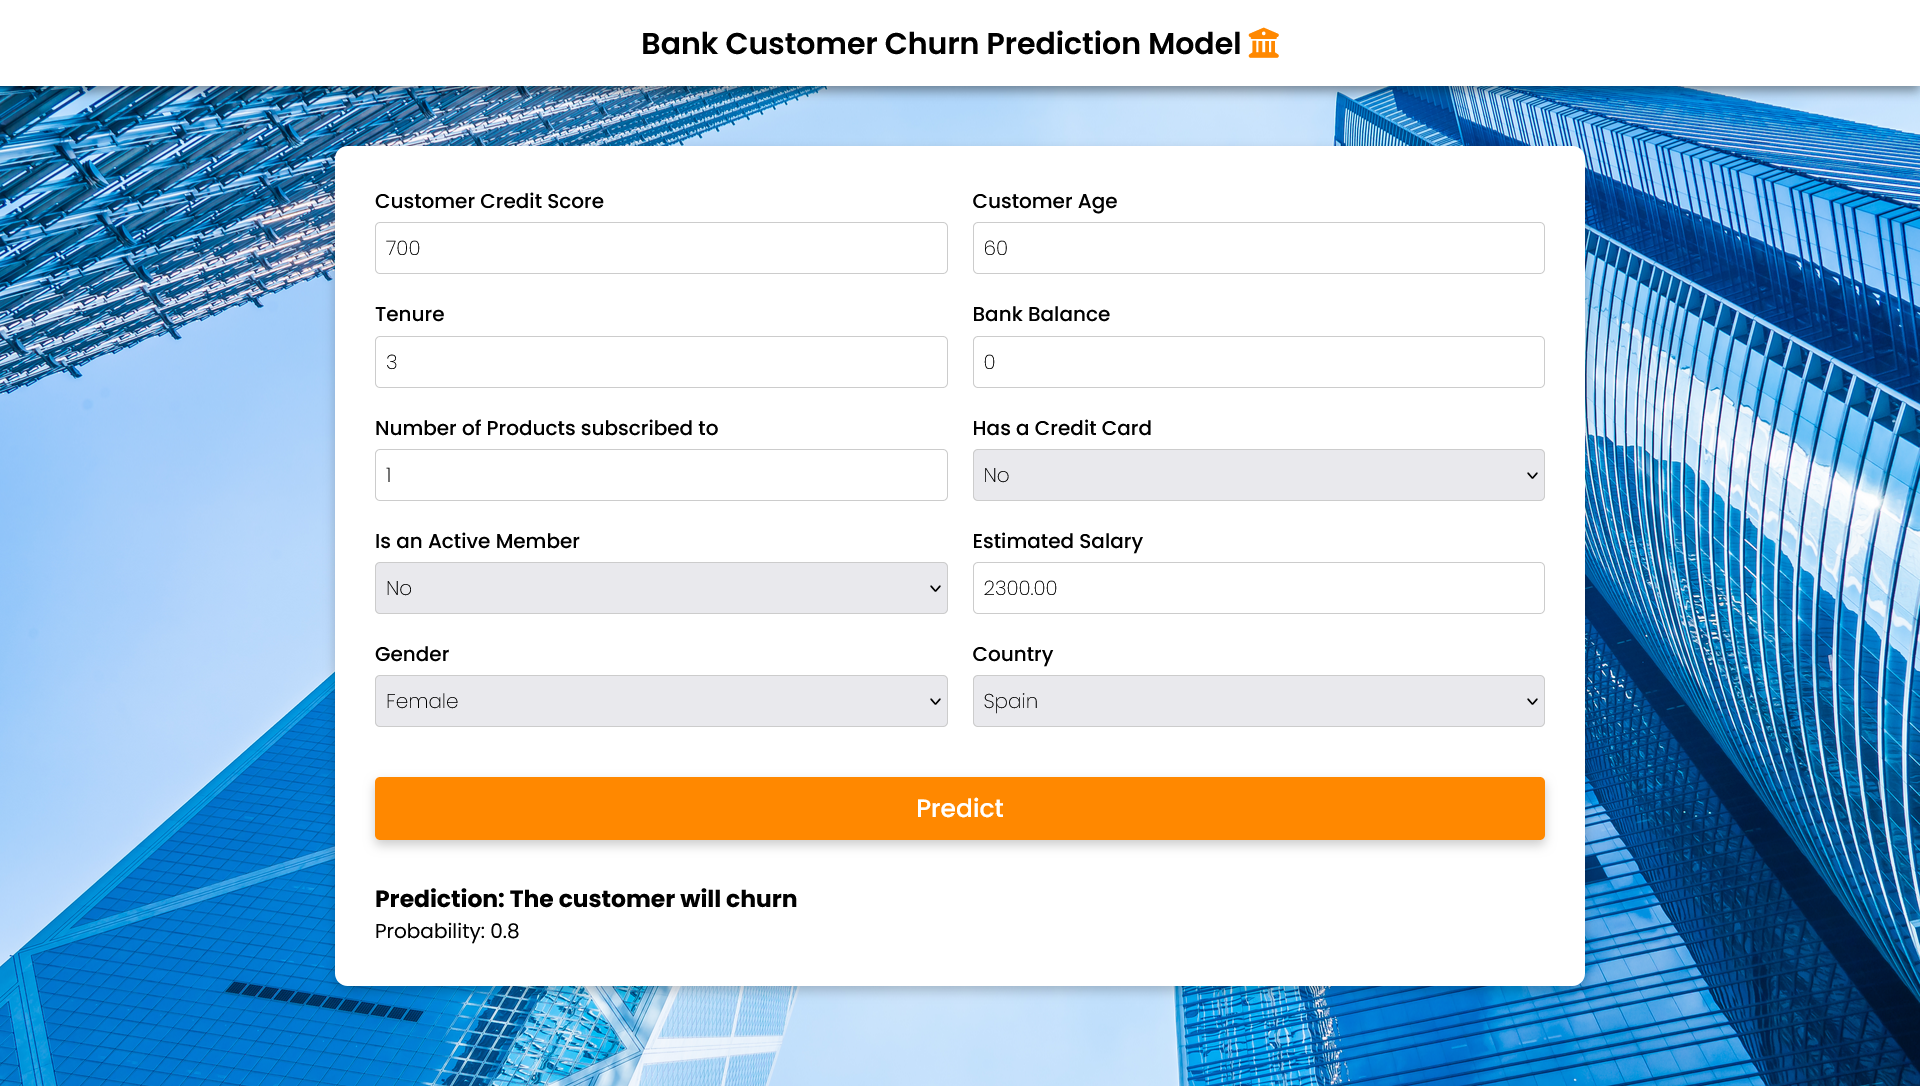 Bank Customer Churn Prediction Model
Customer Credit Score
700
Customer Age
60
Tenure
3
Bank Balance
0
Number of Products subscribed to
1
Has a Credit Card
No
Is an Active Member
No
Estimated Salary
2300.00
Gender
Female
Country
Spain
Predict
Prediction: The customer will churn
Probability: 0.8